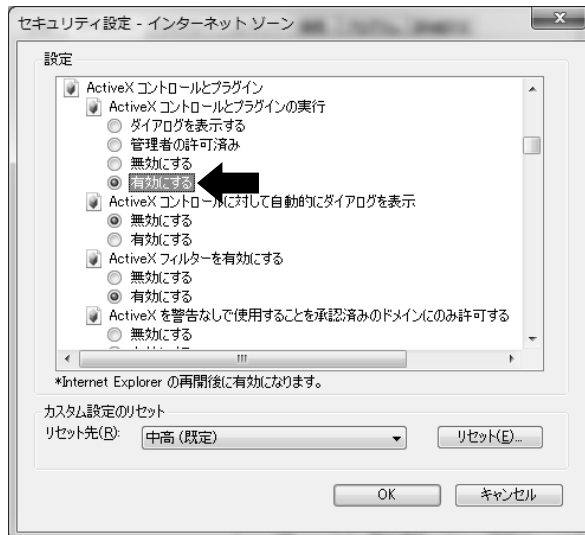 セキュリティ設定 - インターネット ゾーン
設定
ActiveX コントロールとプラグイン
ActiveX コントロールとプラグインの実行
ダイアログを表示する
管理者の許可済み
無効にする
有効にする
ActiveX コントロールに対して自動的にダイアログを表示
無効にする
有効にする
ActiveX フィルターを有効にする
無効にする
有効にする
ActiveX を警告なしで使用することを承認済みのドメインにのみ許可する
無効にする
*Internet Explorer の再開後に有効になります。
カスタム設定のリセット
リセット先(R): 中高 (既定) リセット(E)...
OK キャンセル